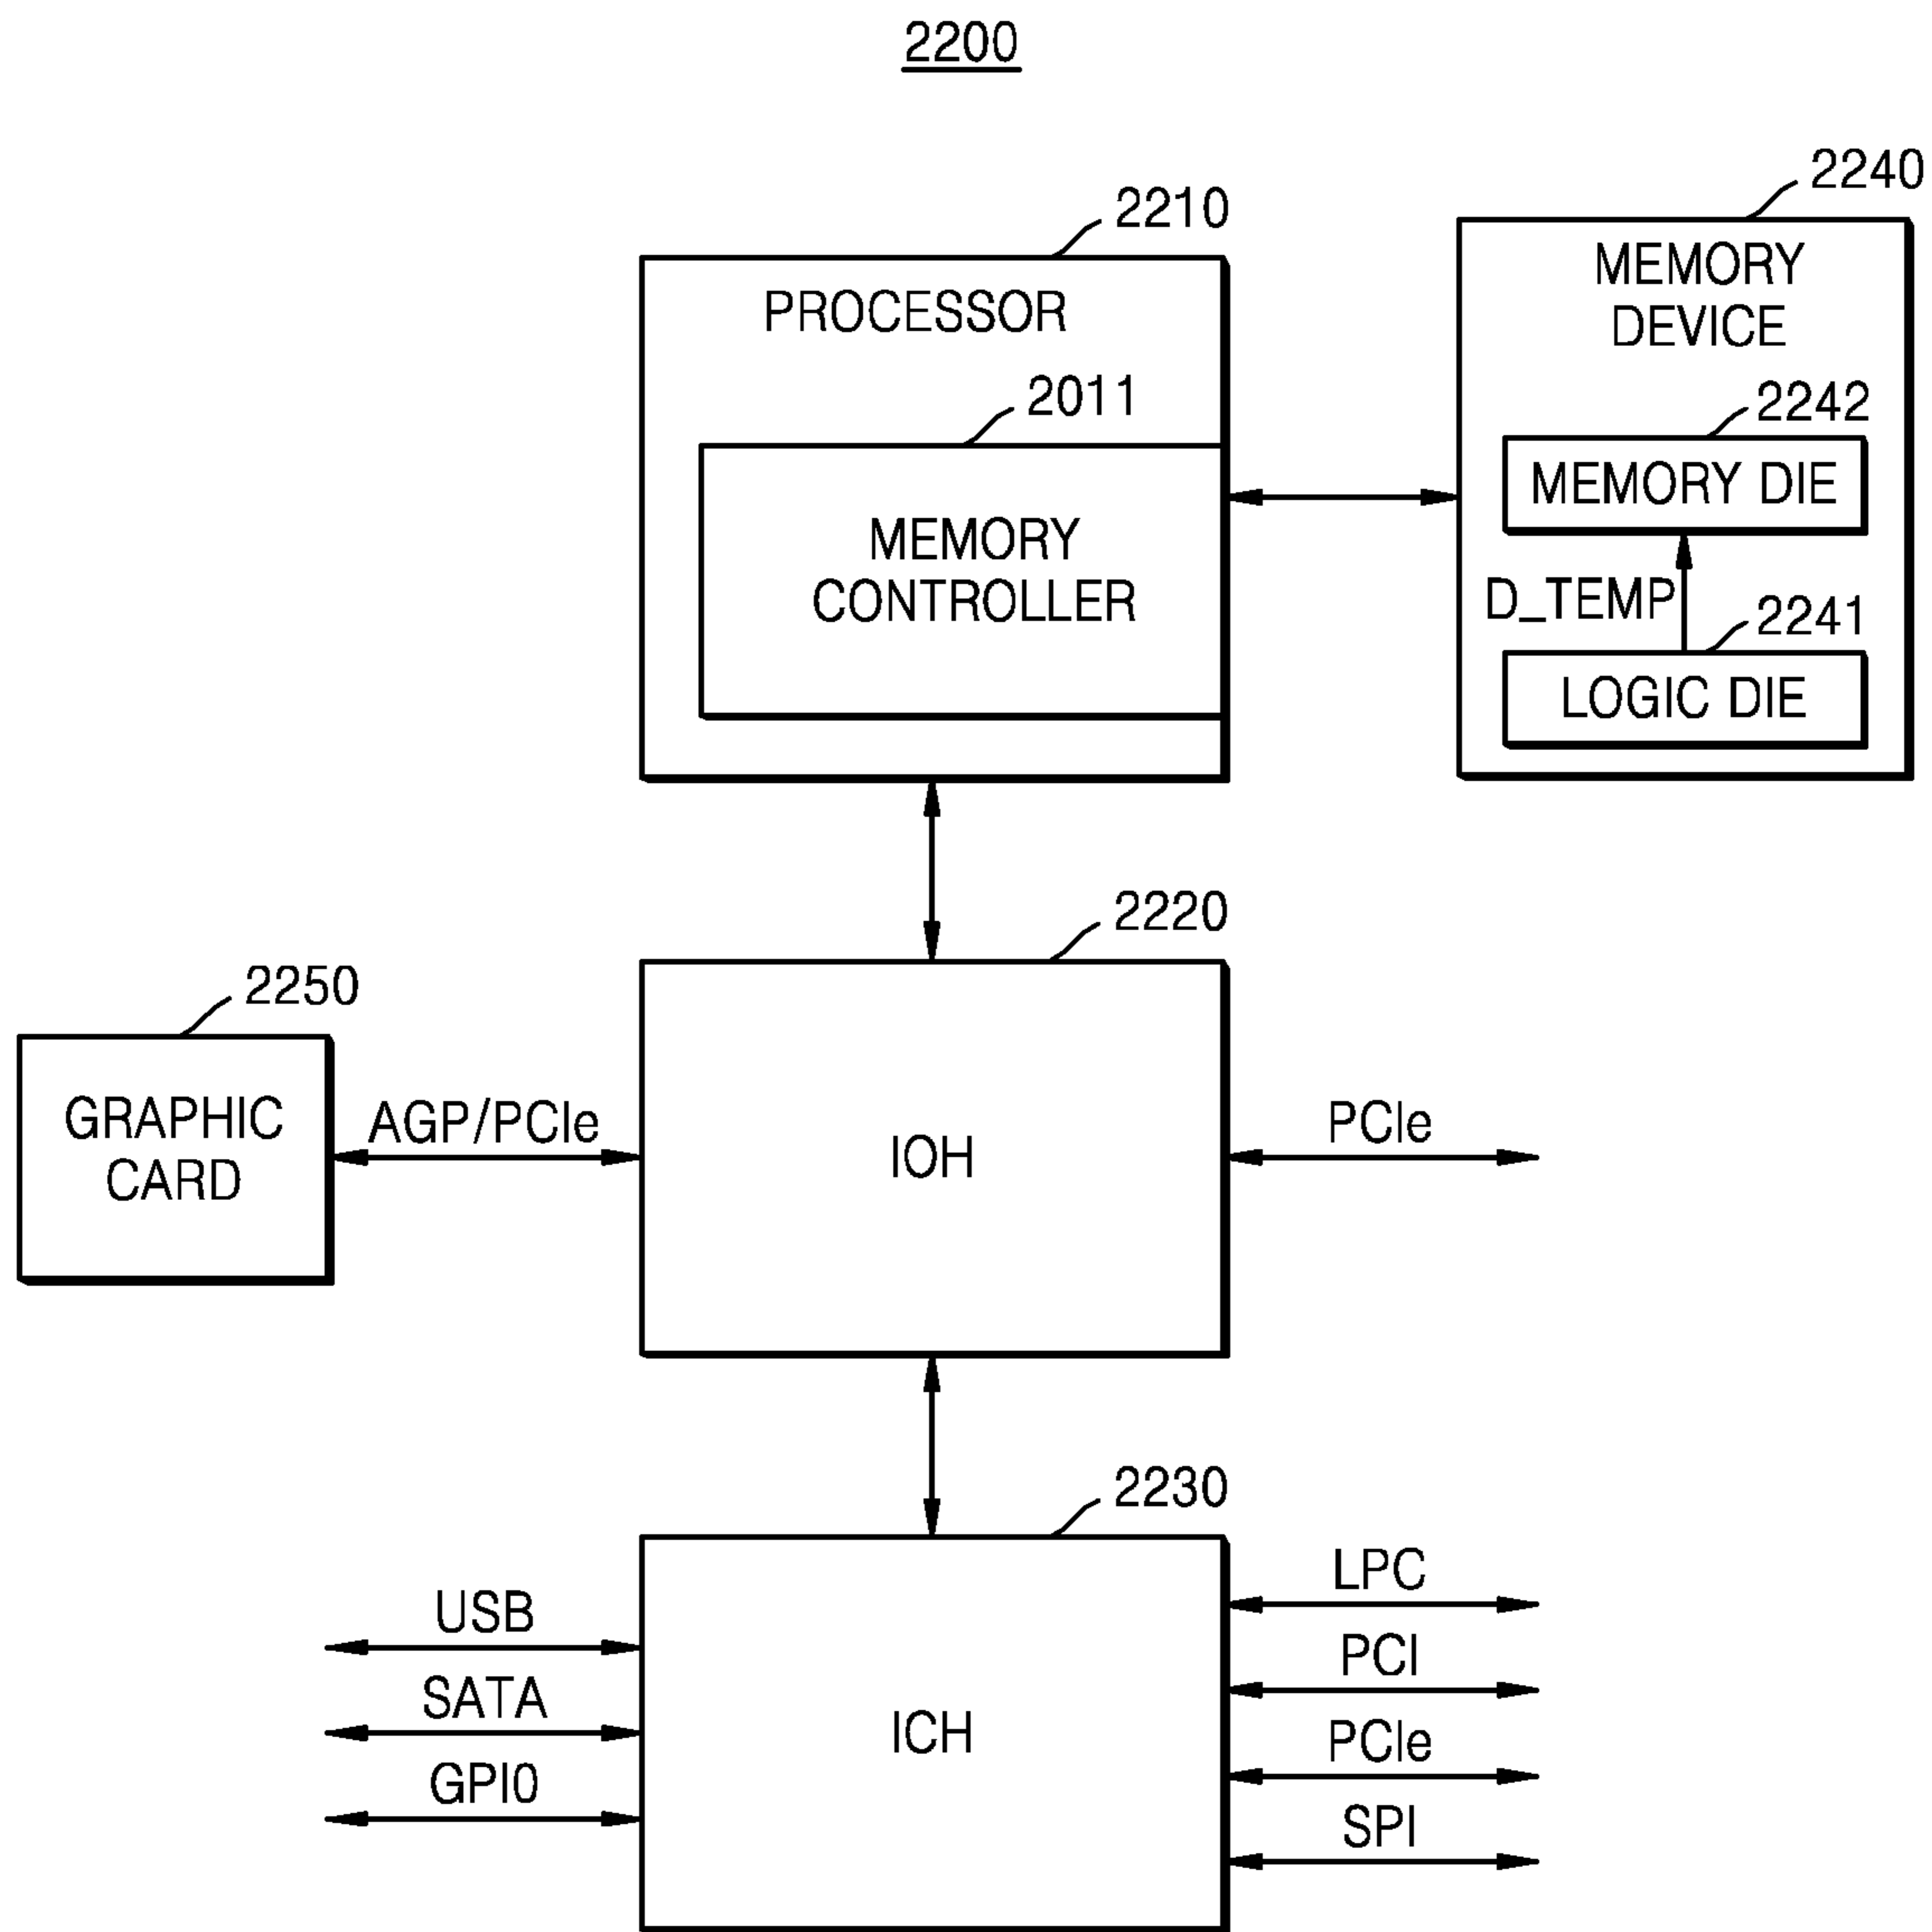 2200
2240
2210
MEMORY
DEVICE
PROCESSOR
2011
2242
MEMORY DIE
MEMORY
CONTROLLER
D_TEMP
2241
LOGIC DIE
2220
2250
GRAPHIC
CARD
AGP/PCIe
IOH
PCIe
2230
USB
SATA
GPI0
ICH
LPC
PCI
PCIe
SPI